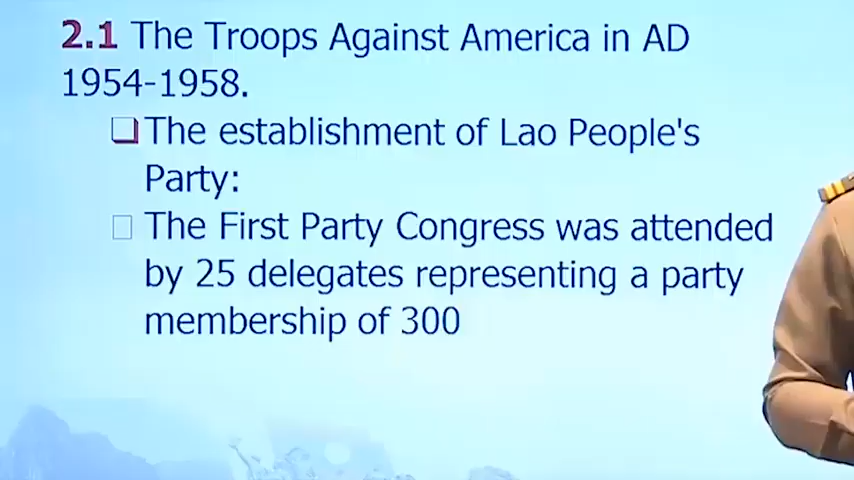 2.1 The Troops Against America in AD
1954-1958.
The establishment of Lao People's
Party:
The First Party Congress was attended
by 25 delegates representing a party
membership of 300